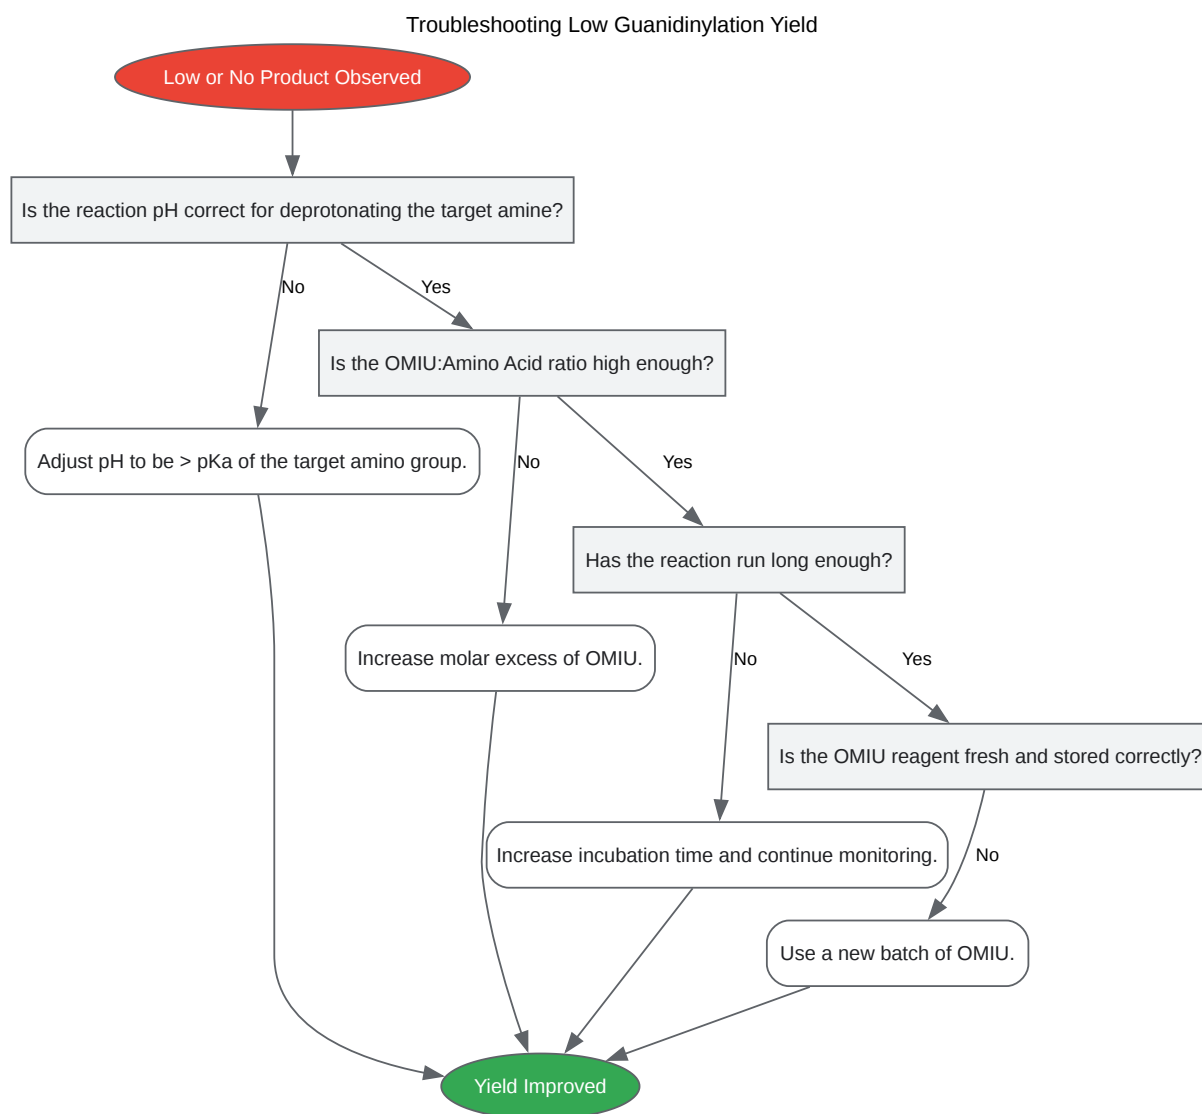 Troubleshooting Low Guanidinylation Yield
Low or No Product Observed
Is the reaction pH correct for deprotonating the target amine?
No
Yes
Is the OMIU:Amino Acid ratio high enough?
Adjust pH to be > pKa of the target amino group.
No
Yes
Has the reaction run long enough?
Increase molar excess of OMIU.
No
Yes
Is the OMIU reagent fresh and stored correctly?
Increase incubation time and continue monitoring.
No
Use a new batch of OMIU.
Yield Improved